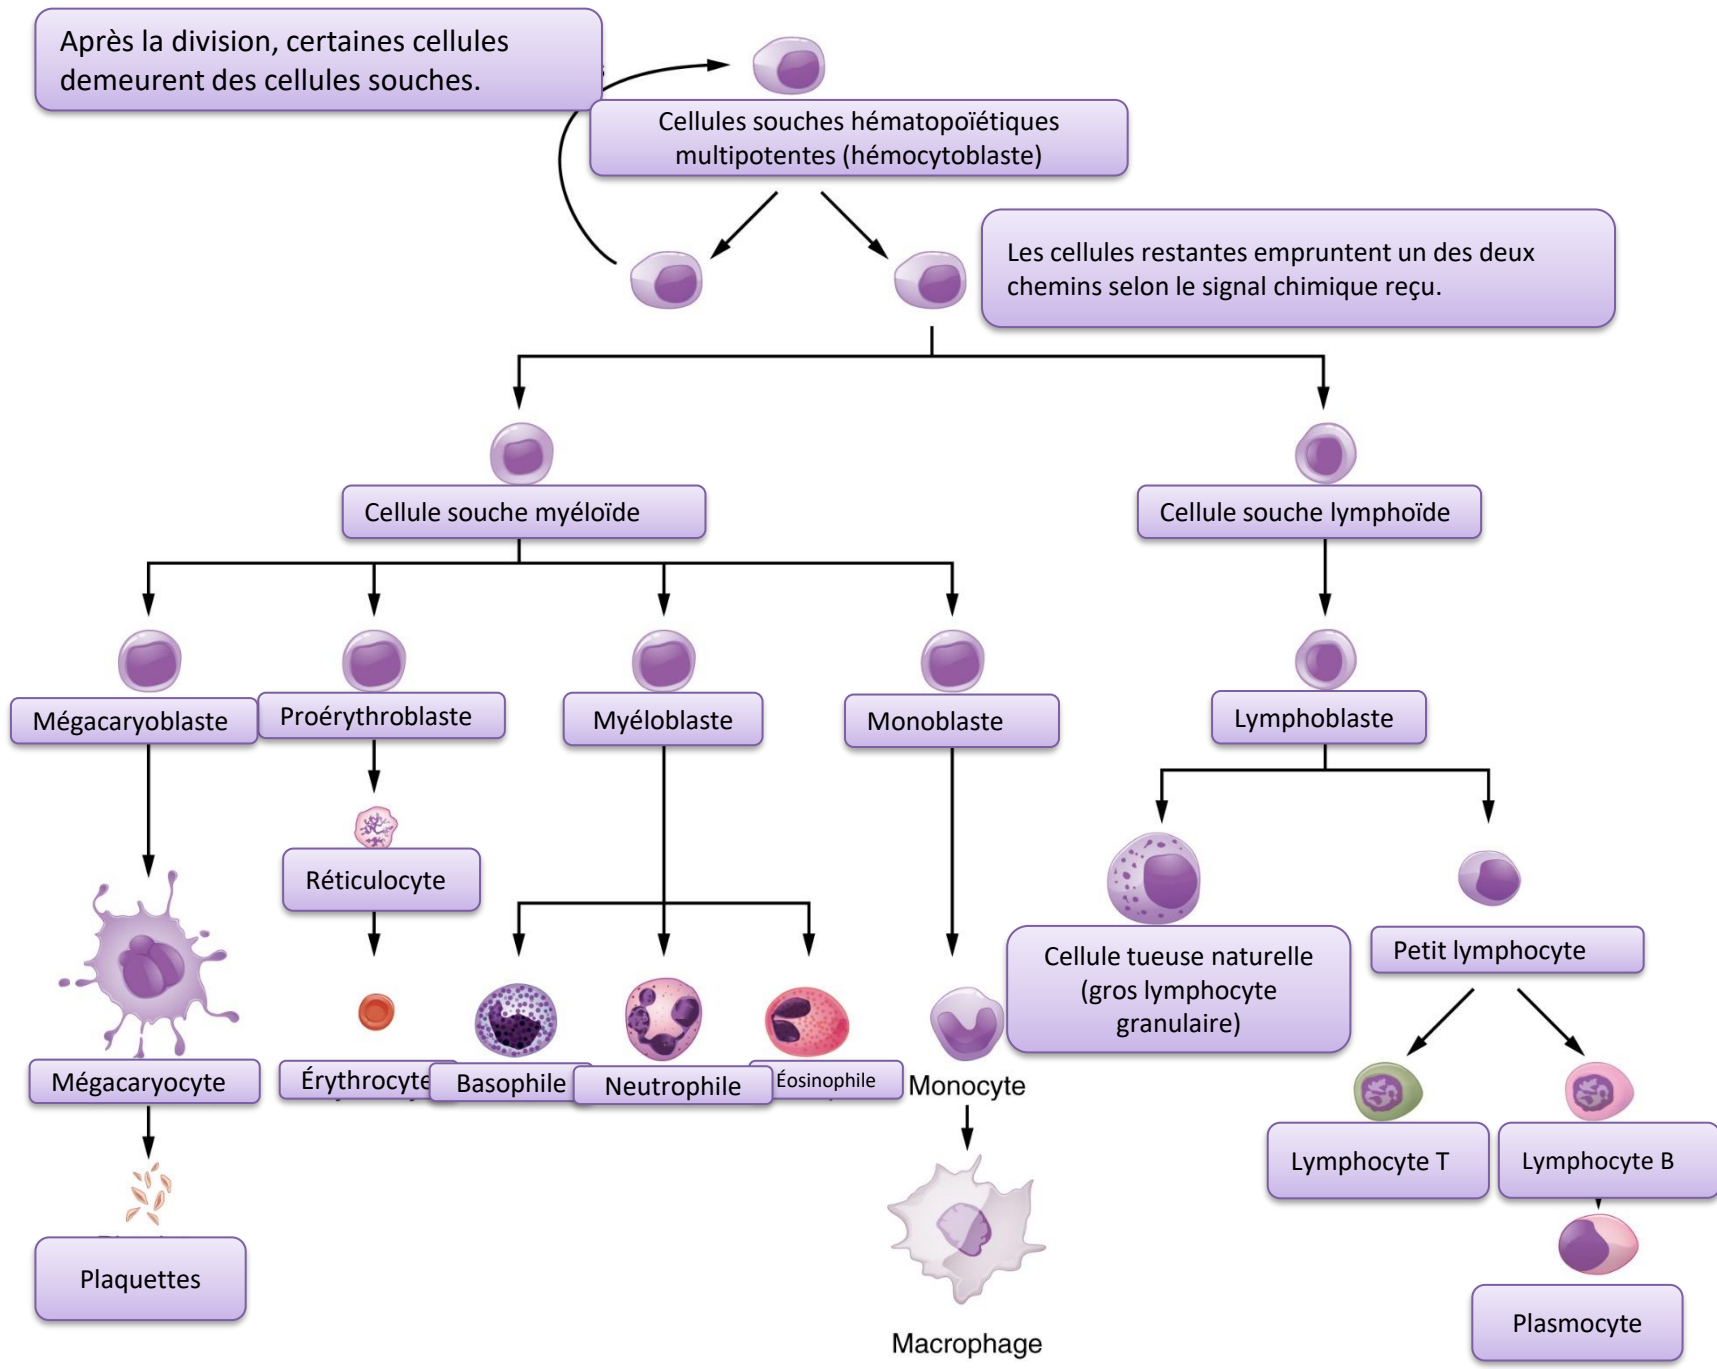 Après la division, certaines cellules
demeurent des cellules souches.
Cellules souches hématopoïétiques
multipotentes (hémocytoblaste)
Les cellules restantes empruntent un des deux
chemins selon le signal chimique reçu.
Cellule souche myéloïde
Cellule souche lymphoïde
Mégacaryoblaste
Proérythroblaste
Myéloblaste
Monoblaste
Lymphoblaste
Réticulocyte
Cellule tueuse naturelle
(gros lymphocyte
granulaire)
Petit lymphocyte
Mégacaryocyte
Érythrocyte
Basophile
Neutrophile
Éosinophile
Monocyte
Lymphocyte T
Lymphocyte B
Plaquettes
Macrophage
Plasmocyte